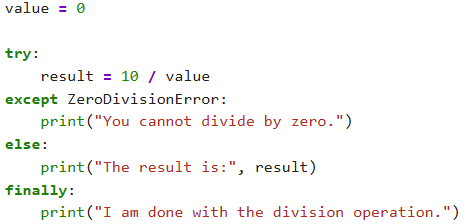 value = 0

try:
    result = 10 / value
except ZeroDivisionError:
    print("You cannot divide by zero.")
else:
    print("The result is:", result)
finally:
    print("I am done with the division operation.")